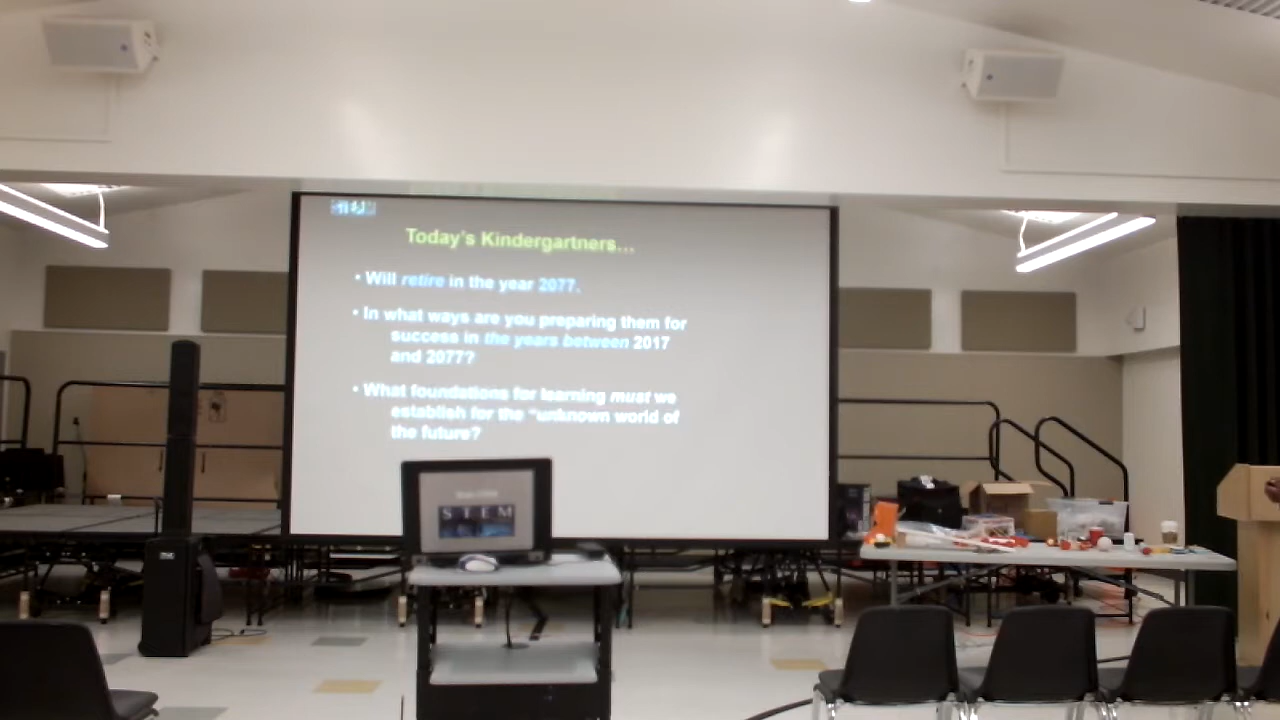 Today's Kindergartners...
• Will retire in the year 2077.
• In what ways are you preparing them for
success in the years between 2017
and 2077?
• What foundations for learning must we
establish for the "unknown world of
the future?
STEM